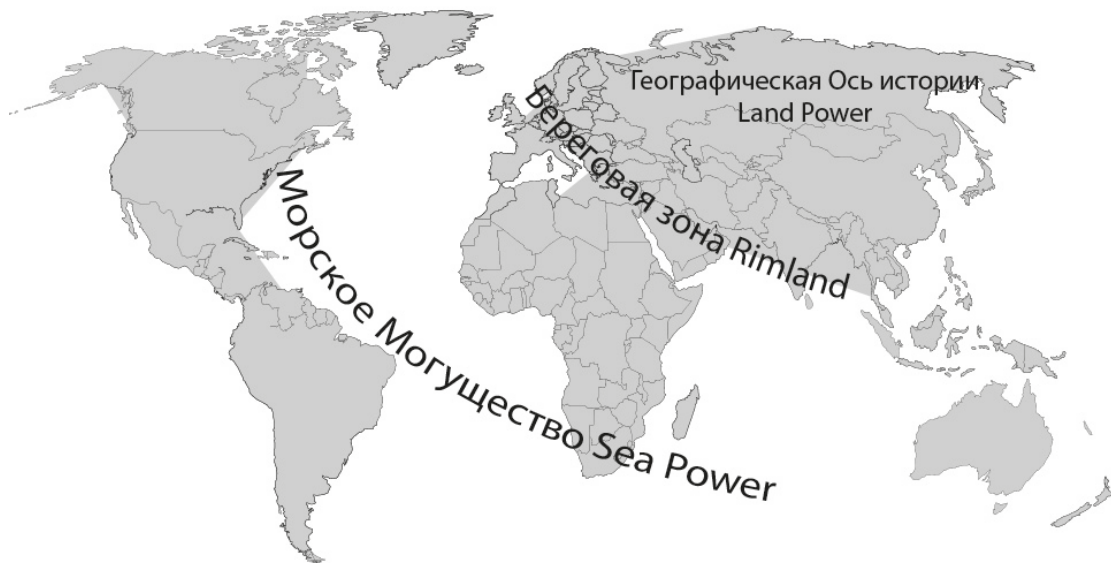 Географическая Ось истории
Land Power
Береговая зона Rimland
Морское Могущество Sea Power